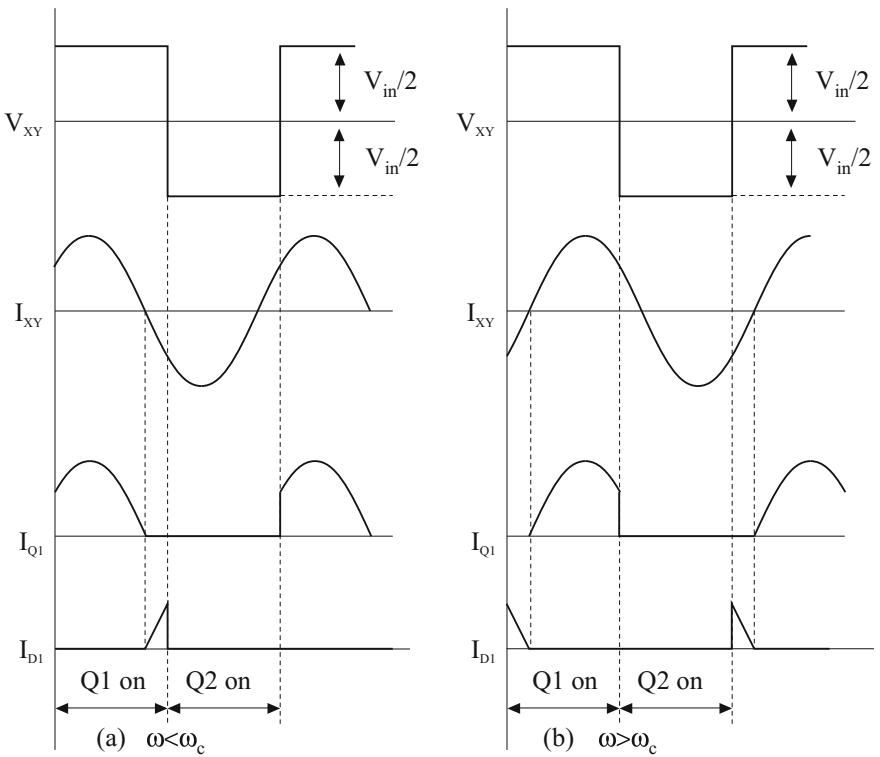 V_in/2
V_XY
V_in/2
I_XY
I_Q1
I_D1
Q1 on
Q2 on
(a) ω<ω_c
V_in/2
V_XY
V_in/2
I_XY
I_Q1
I_D1
Q1 on
Q2 on
(b) ω>ω_c